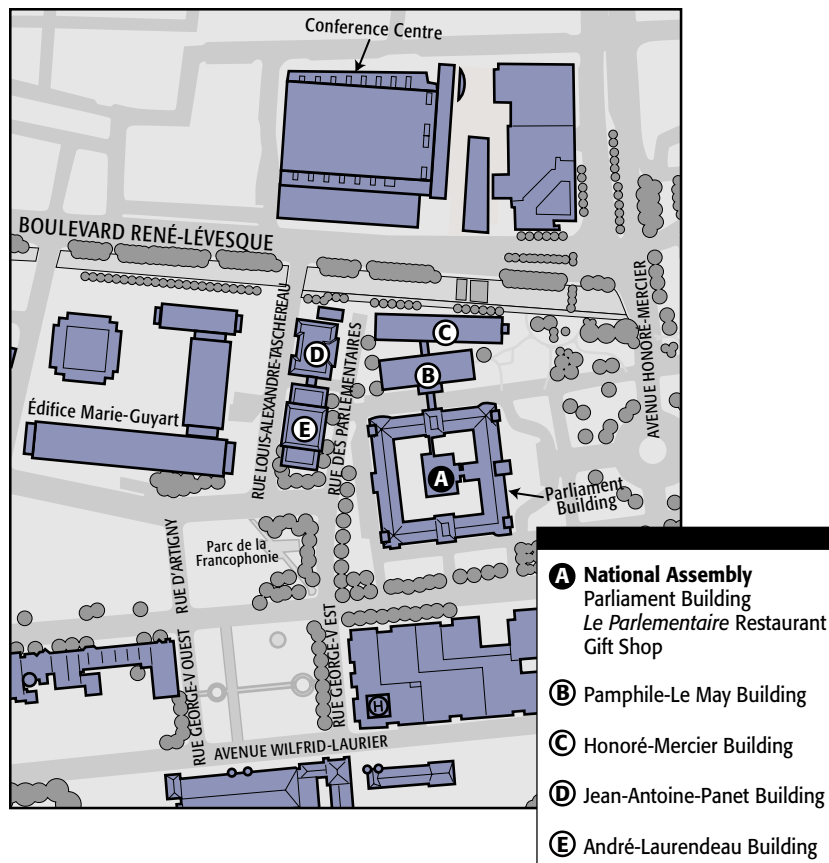 Conference Centre
BOULEVARD RENÉ-LÉVESQUE
AVENUE HONORÉ-MERCIER
RUE LOUIS-ALEXANDRE-TASCHEREAU
RUE DES PARLEMENTAIRES
C
D
B
Édifice Marie-Guyart
E
A
Parliament
Building
RUE D'ARTIGNY
Parc de la
Francophonie
RUE GEORGE-V OUEST
RUE GEORGE-V EST
H
AVENUE WILFRID-LAURIER
A National Assembly
Parliament Building
Le Parlementaire Restaurant
Gift Shop
B Pamphile-Le May Building
C Honoré-Mercier Building
D Jean-Antoine-Panet Building
E André-Laurendeau Building